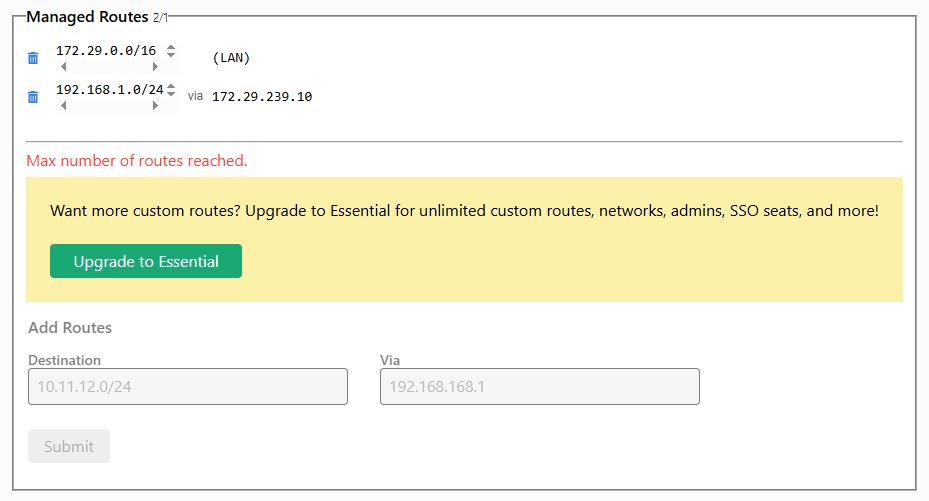 Managed Routes 2/1
172.29.0.0/16 (LAN)
192.168.1.0/24 via 172.29.239.10
Max number of routes reached.
Want more custom routes? Upgrade to Essential for unlimited custom routes, networks, admins, SSO seats, and more!
Upgrade to Essential
Add Routes
Destination Via
10.11.12.0/24 192.168.168.1
Submit